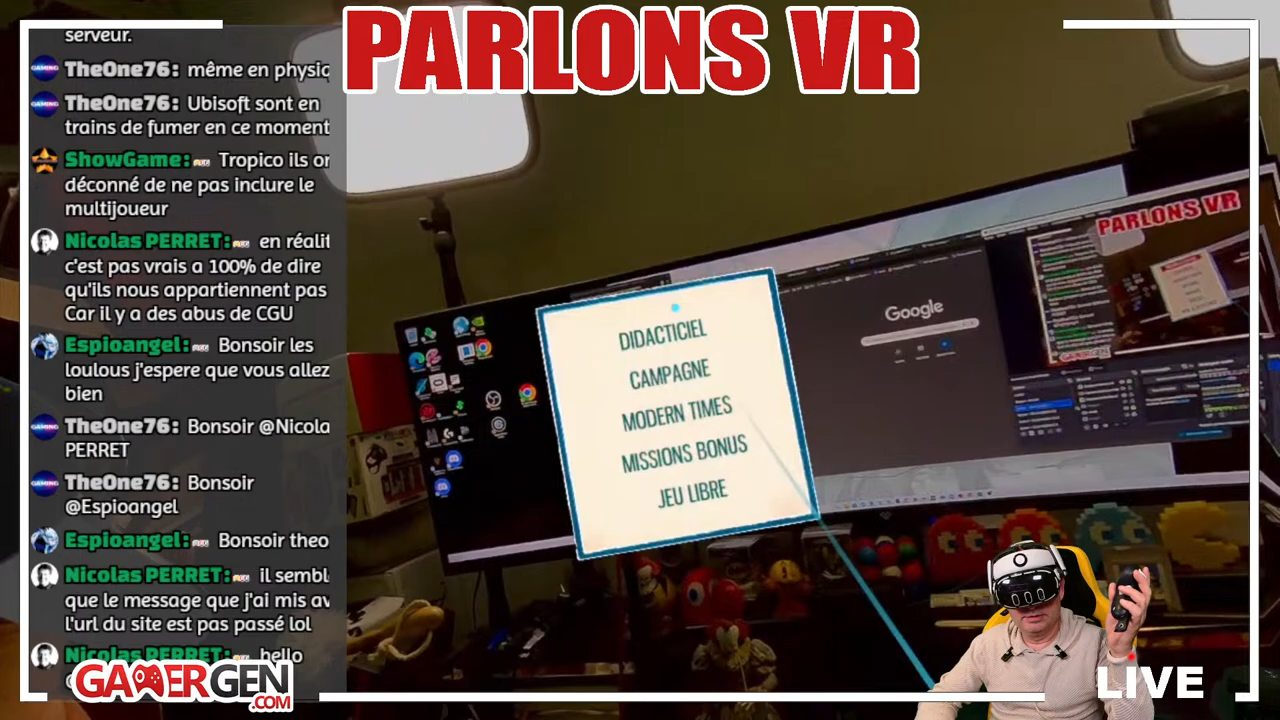 PARLONS VR
serveur.
TheOne76: même en physiq
TheOne76: Ubisoft sont en
trains de fumer en ce moment
ShowGame: Tropico ils or
déconné de ne pas inclure le
multijoueur
Nicolas PERRET: en réalit
c'est pas vrais a 100% de dire
qu'ils nous appartiennent pas
Car il y a des abus de CGU
Espioangel: Bonsoir les
loulous j'espere que vous allez
bien
TheOne76: Bonsoir @Nicola
PERRET
TheOne76: Bonsoir
@Espioangel
Espioangel: Bonsoir theo
Nicolas PERRET: il sembl
que le message que j'ai mis av
l'url du site est pas passé lol
Nicolas PERRET: hello
GAMERGEN
.COM
DIDACTICIEL
CAMPAGNE
MODERN TIMES
MISSIONS BONUS
JEU LIBRE
Google
PARLONS VR
LIVE